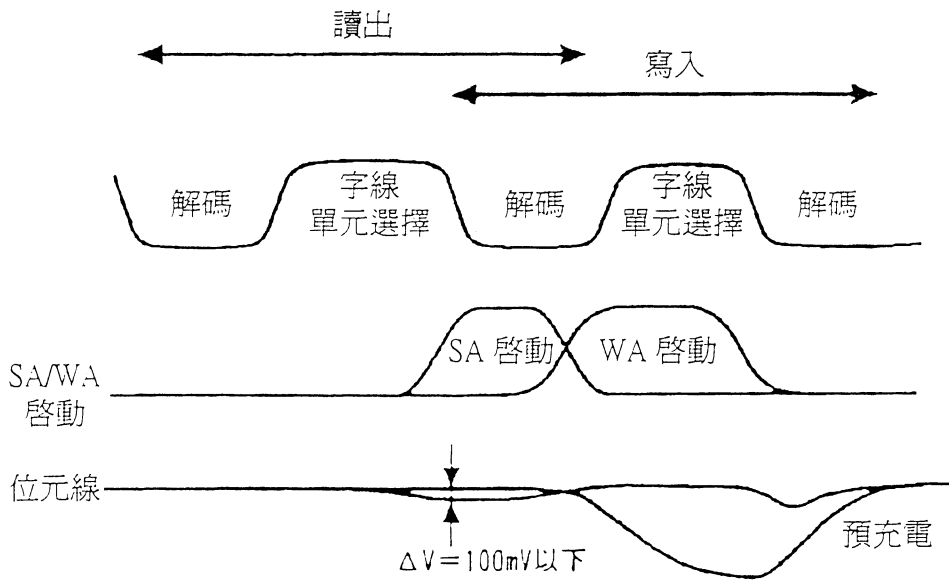 讀出
寫入
解碼
字線
單元選擇
解碼
字線
單元選擇
解碼
SA/WA
啓動
SA 啓動
WA 啓動
位元線
ΔV＝100mV以下
預充電